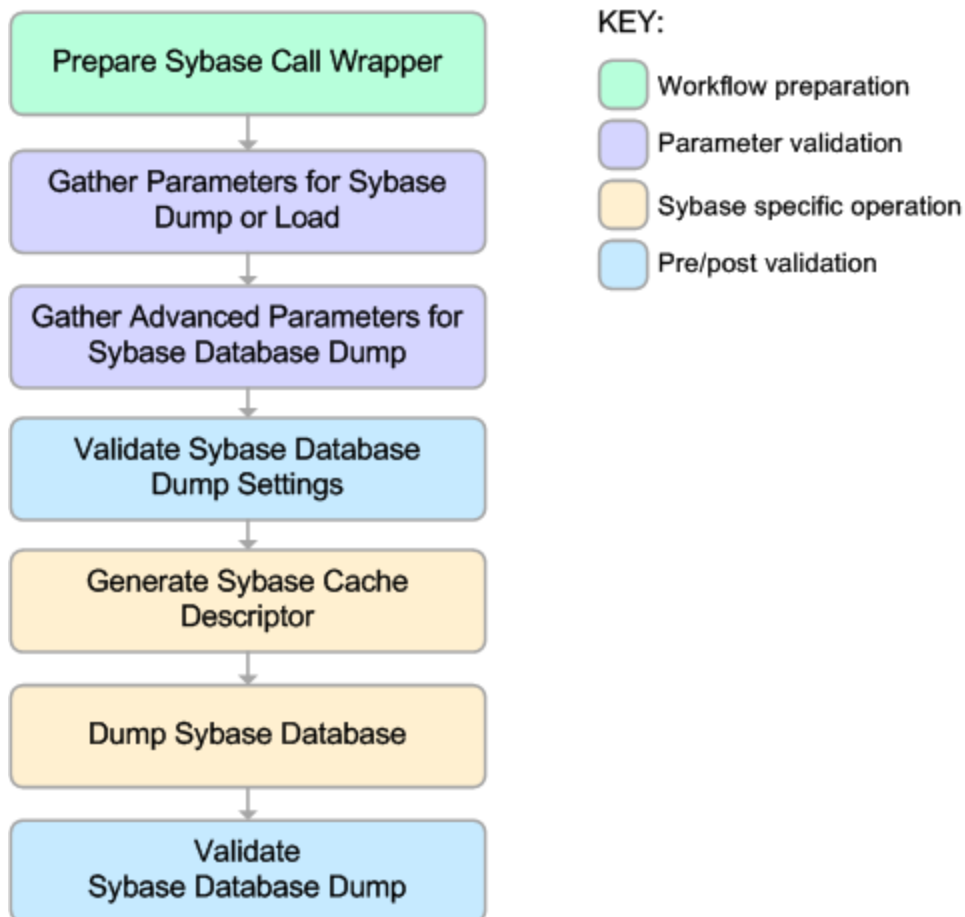 Prepare Sybase Call Wrapper
Gather Parameters for Sybase
Dump or Load
Gather Advanced Parameters for
Sybase Database Dump
Validate Sybase Database
Dump Settings
Generate Sybase Cache
Descriptor
Dump Sybase Database
Validate
Sybase Database Dump
KEY:
Workflow preparation
Parameter validation
Sybase specific operation
Pre/post validation